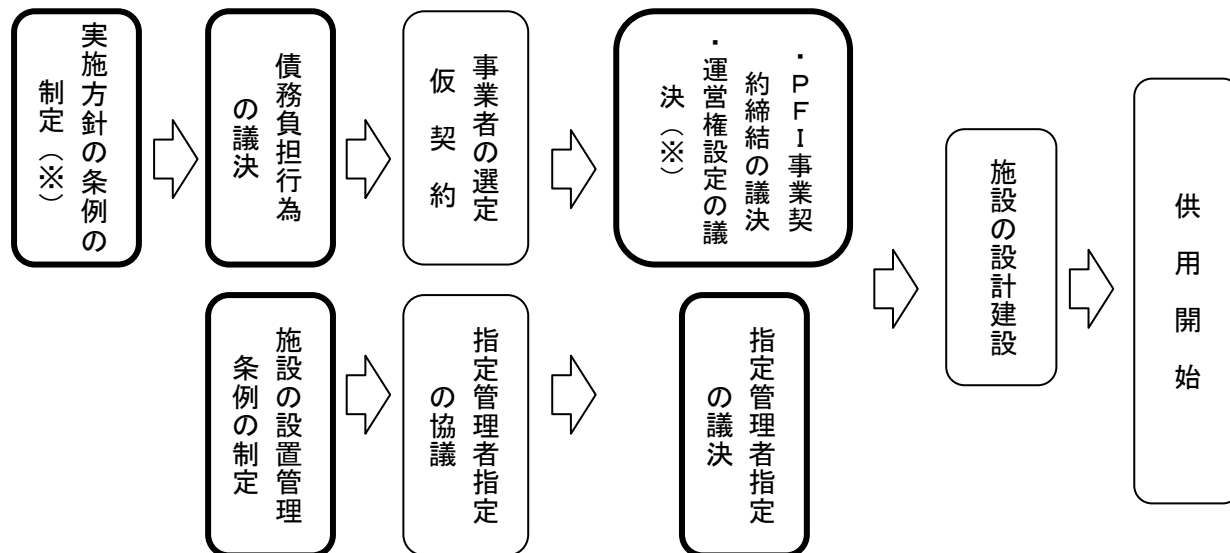 実施方針の条例の
制定（※）
債務負担行為
の議決
事業者の選定
仮契約
・ＰＦＩ事業契
約締結の議決
・運営権設定の議
決（※）
施設の設置管理
条例の制定
指定管理者指定
の協議
指定管理者指定
の議決
施設の設計建設
供用開始